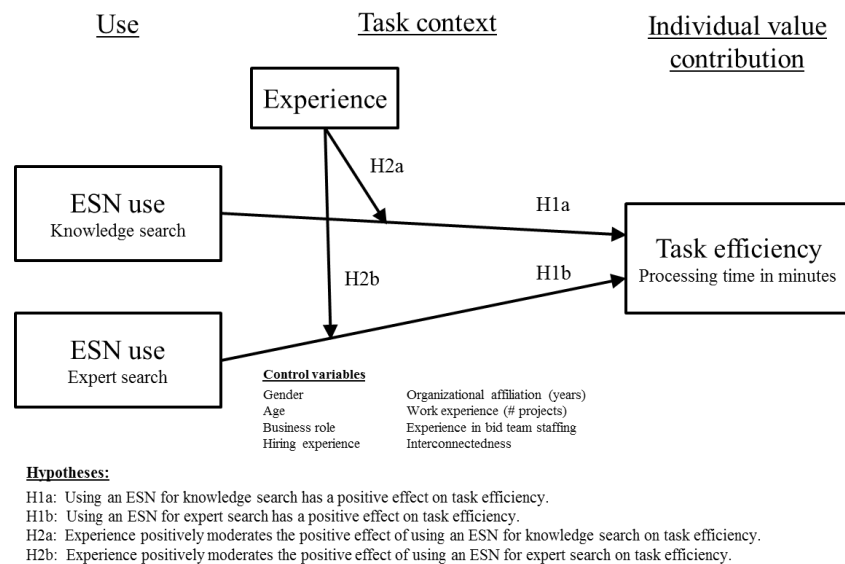 Use
Task context
Individual value
contribution
Experience
H2a
ESN use
Knowledge search
H1a
Task efficiency
Processing time in minutes
H2b
H1b
ESN use
Expert search
Control variables
Gender Organizational affiliation (years)
Age Work experience (# projects)
Business role Experience in bid team staffing
Hiring experience Interconnectedness
Hypotheses:
H1a: Using an ESN for knowledge search has a positive effect on task efficiency.
H1b: Using an ESN for expert search has a positive effect on task efficiency.
H2a: Experience positively moderates the positive effect of using an ESN for knowledge search on task efficiency.
H2b: Experience positively moderates the positive effect of using an ESN for expert search on task efficiency.